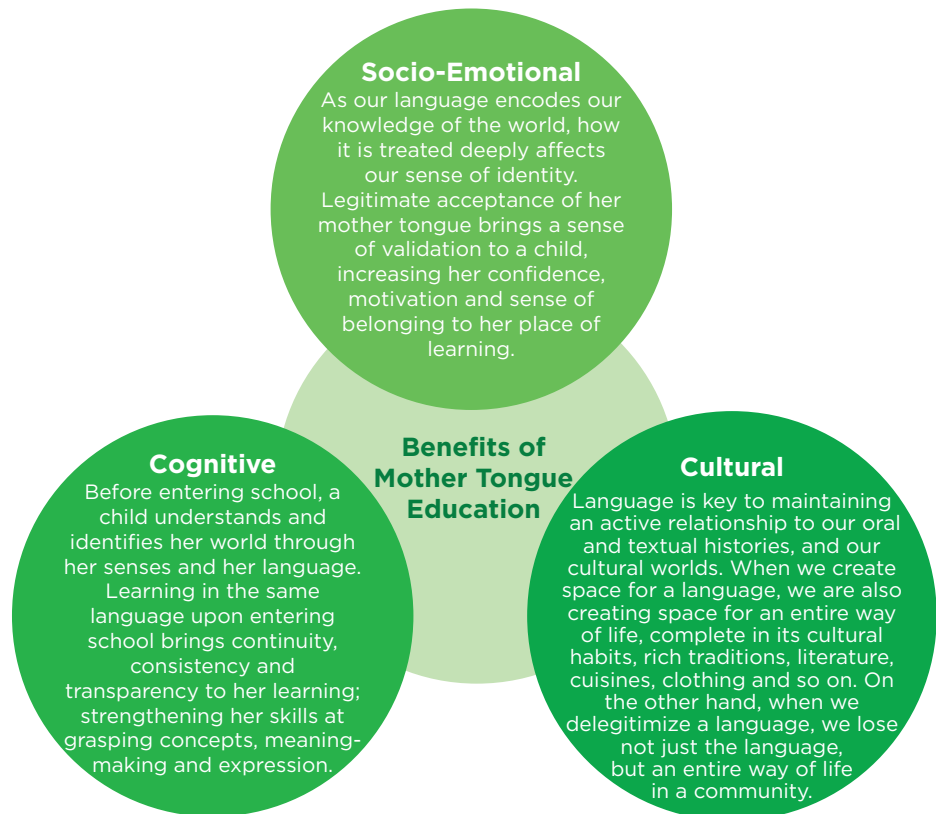 Socio-Emotional
As our language encodes our
knowledge of the world, how
it is treated deeply affects
our sense of identity.
Legitimate acceptance of her
mother tongue brings a sense
of validation to a child,
increasing her confidence,
motivation and sense of
belonging to her place of
learning.
Benefits of
Mother Tongue
Education
Cognitive
Before entering school, a
child understands and
identifies her world through
her senses and her language.
Learning in the same
language upon entering
school brings continuity,
consistency and
transparency to her learning;
strengthening her skills at
grasping concepts, meaning-
making and expression.
Cultural
Language is key to maintaining
an active relationship to our oral
and textual histories, and our
cultural worlds. When we create
space for a language, we are also
creating space for an entire way
of life, complete in its cultural
habits, rich traditions, literature,
cuisines, clothing and so on. On
the other hand, when we
delegitimize a language, we lose
not just the language,
but an entire way of life
in a community.